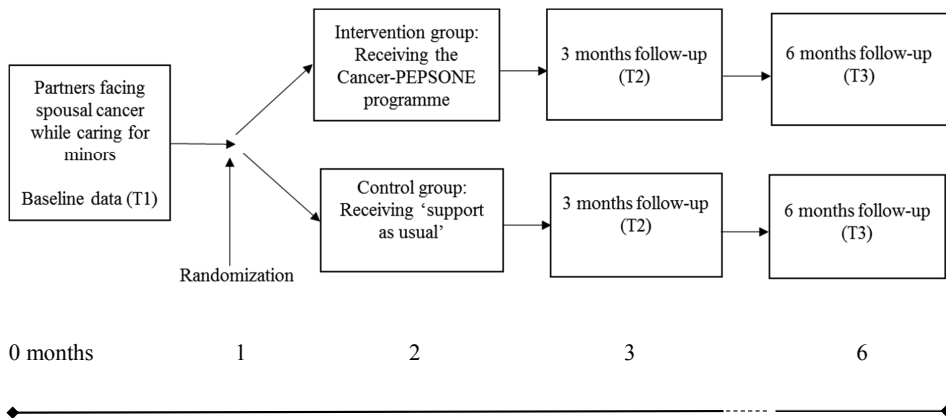 Partners facing
spousal cancer
while caring for
minors
Baseline data (T1)
Randomization
Intervention group:
Receiving the
Cancer-PEPSONE
programme
3 months follow-up
(T2)
6 months follow-up
(T3)
Control group:
Receiving ‘support
as usual’
3 months follow-up
(T2)
6 months follow-up
(T3)
0 months 1 2 3 6